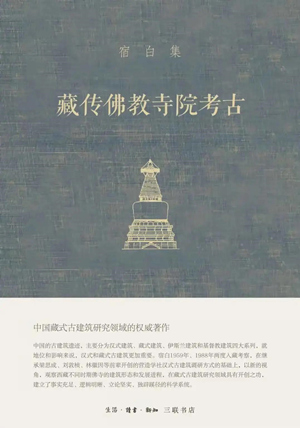 宿白集
藏传佛教寺院考古
中国藏式古建筑研究领域的权威著作
中国的古建筑遗迹，主要分为汉式建筑、藏式建筑、伊斯兰建筑和基督教建筑四大系列。就
地位和影响来说，汉式和藏式古建筑更加重要。宿白1959年、1988年两度入藏考察，在继
承梁思成、刘敦桢、林徽因等前辈开创的营造学社汉式古建筑调研方式的基础上，以新的视
角，观察西藏不同时期佛寺的建筑形态和发展进程，在藏式古建筑研究领域具有开创之功，
建立了事实充足、逻辑明晰、立论坚实、独辟蹊径的科学系统。
生活·读书·新知 三联书店